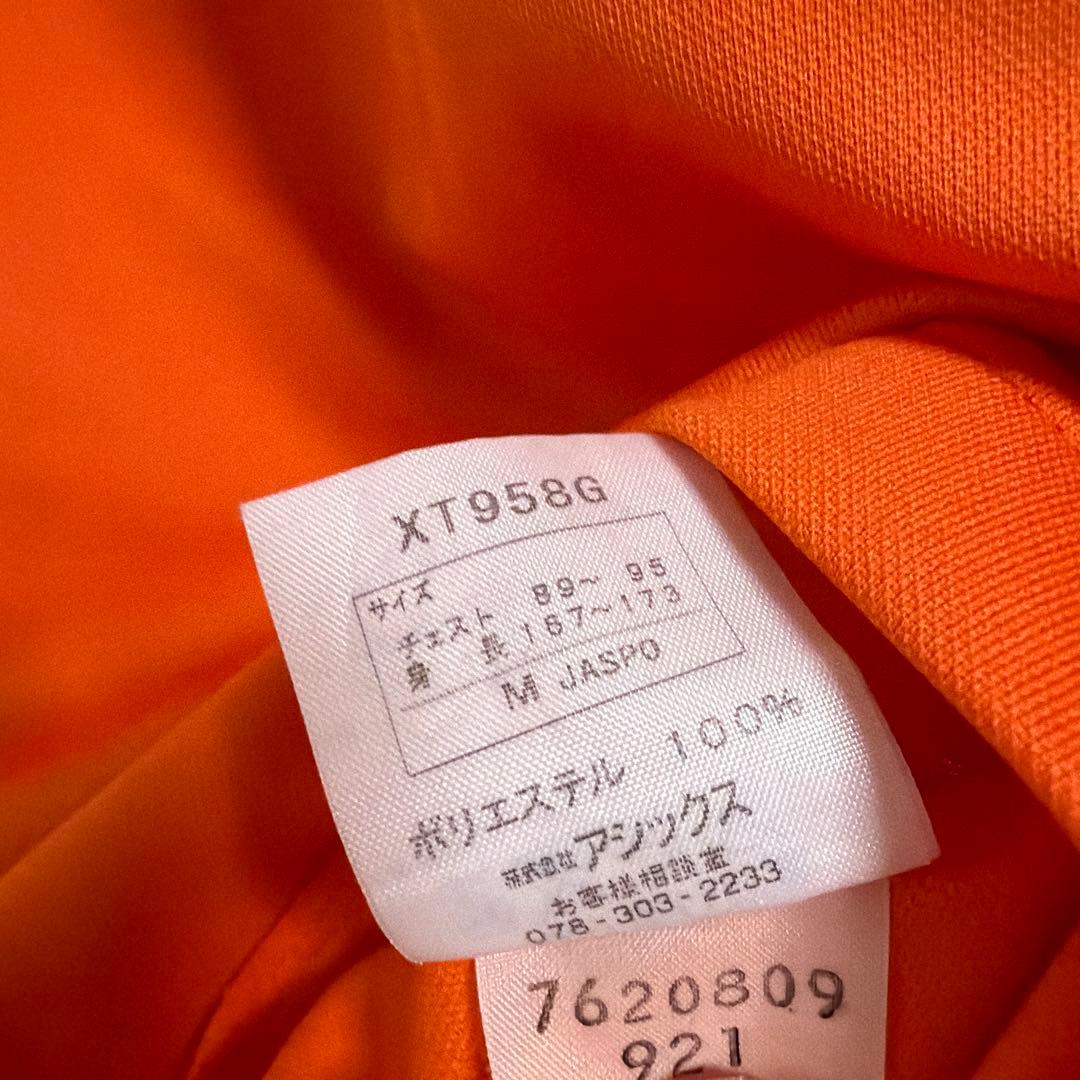 XT958G
サイズ
チェスト 89~ 95
身 長 167~173
M JASPO
ポリエステル 100%
株式会社アシックス
お客様相談室
078-303-2233
7620809
921